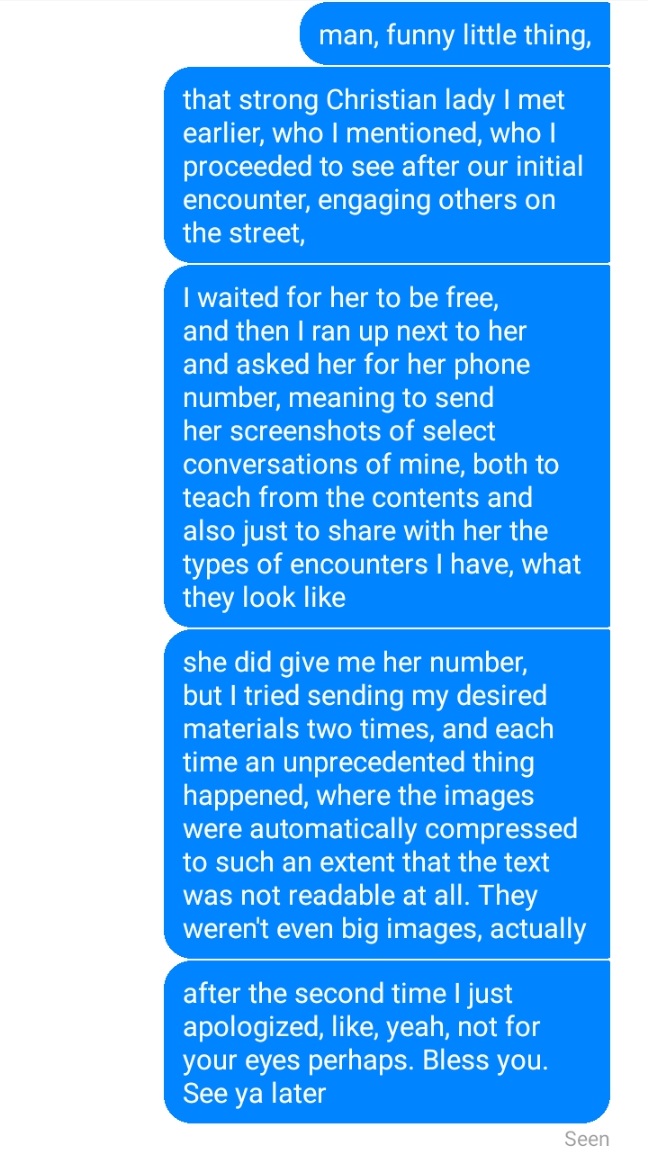 man, funny little thing,
that strong Christian lady I met
earlier, who I mentioned, who I
proceeded to see after our initial
encounter, engaging others on
the street,
I waited for her to be free,
and then I ran up next to her
and asked her for her phone
number, meaning to send
her screenshots of select
conversations of mine, both to
teach from the contents and
also just to share with her the
types of encounters I have, what
they look like
she did give me her number,
but I tried sending my desired
materials two times, and each
time an unprecedented thing
happened, where the images
were automatically compressed
to such an extent that the text
was not readable at all. They
weren't even big images, actually
after the second time I just
apologized, like, yeah, not for
your eyes perhaps. Bless you.
See ya later
Seen